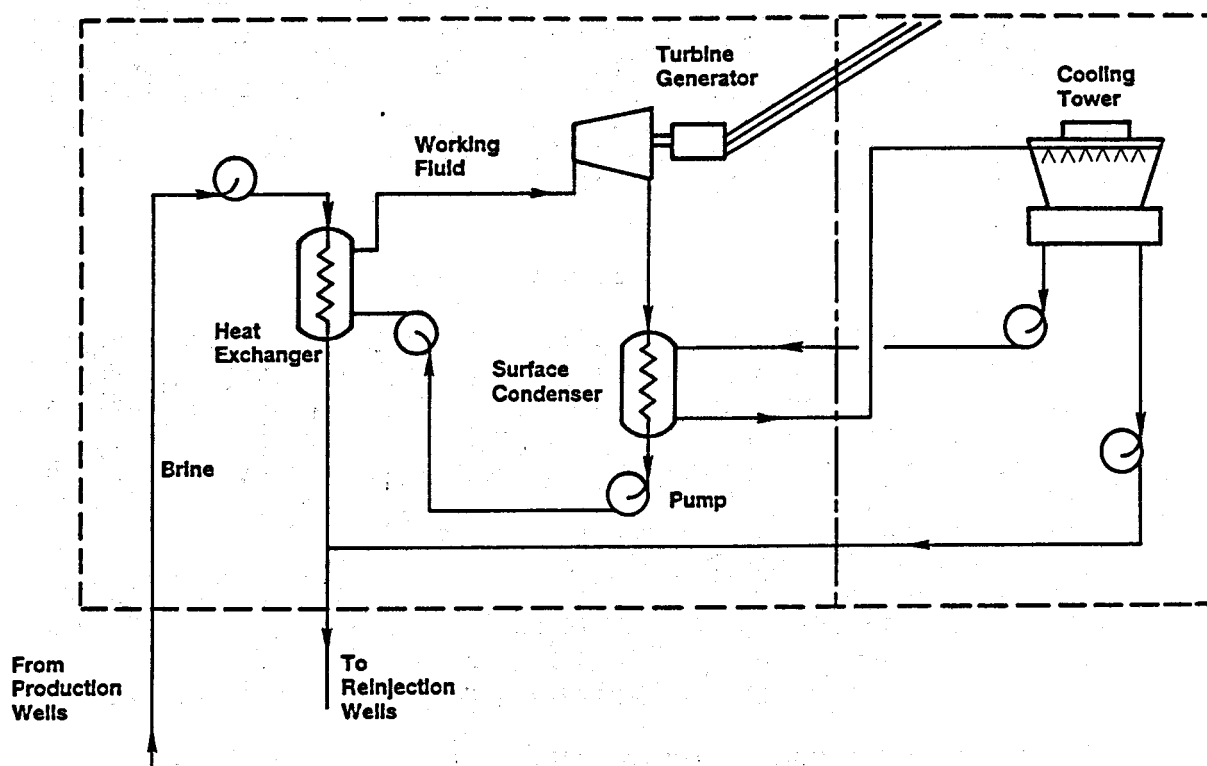 Turbine
Generator
Cooling
Tower
Working
Fluid
Heat
Exchanger
Surface
Condenser
Brine
Pump
From
Production
Wells
To
Reinjection
Wells